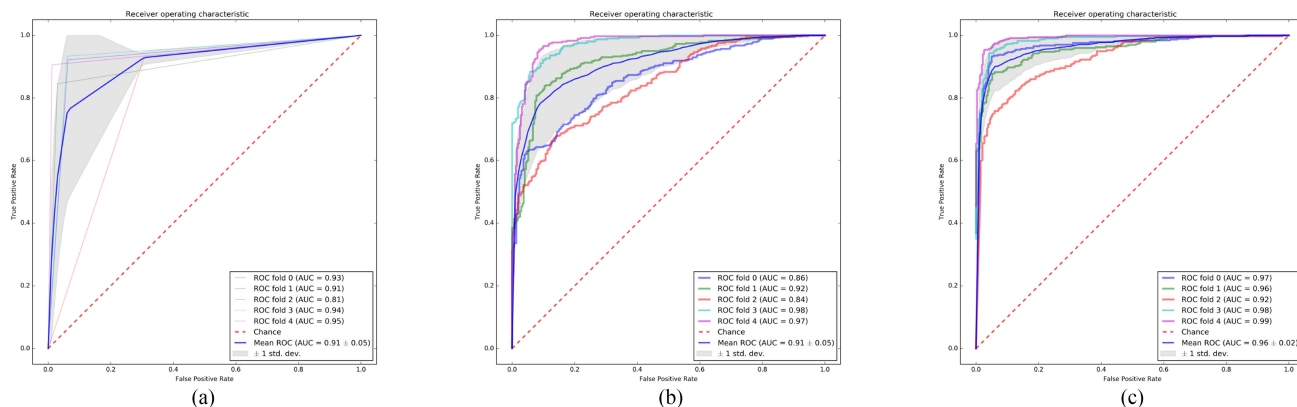 Receiver operating characteristic
1.0
0.8
0.6
0.4
0.2
0.0
True Positive Rate
ROC fold 0 (AUC = 0.93)
ROC fold 1 (AUC = 0.91)
ROC fold 2 (AUC = 0.81)
ROC fold 3 (AUC = 0.94)
ROC fold 4 (AUC = 0.95)
Chance
Mean ROC (AUC = 0.91 ± 0.05)
± 1 std. dev.
0.0 0.2 0.4 0.6 0.8 1.0
False Positive Rate
(a)
Receiver operating characteristic
1.0
0.8
0.6
0.4
0.2
0.0
True Positive Rate
ROC fold 0 (AUC = 0.86)
ROC fold 1 (AUC = 0.92)
ROC fold 2 (AUC = 0.84)
ROC fold 3 (AUC = 0.98)
ROC fold 4 (AUC = 0.97)
Chance
Mean ROC (AUC = 0.91 ± 0.05)
± 1 std. dev.
0.0 0.2 0.4 0.6 0.8 1.0
False Positive Rate
(b)
Receiver operating characteristic
1.0
0.8
0.6
0.4
0.2
0.0
True Positive Rate
ROC fold 0 (AUC = 0.97)
ROC fold 1 (AUC = 0.96)
ROC fold 2 (AUC = 0.92)
ROC fold 3 (AUC = 0.98)
ROC fold 4 (AUC = 0.99)
Chance
Mean ROC (AUC = 0.96 ± 0.02)
± 1 std. dev.
0.0 0.2 0.4 0.6 0.8 1.0
False Positive Rate
(c)